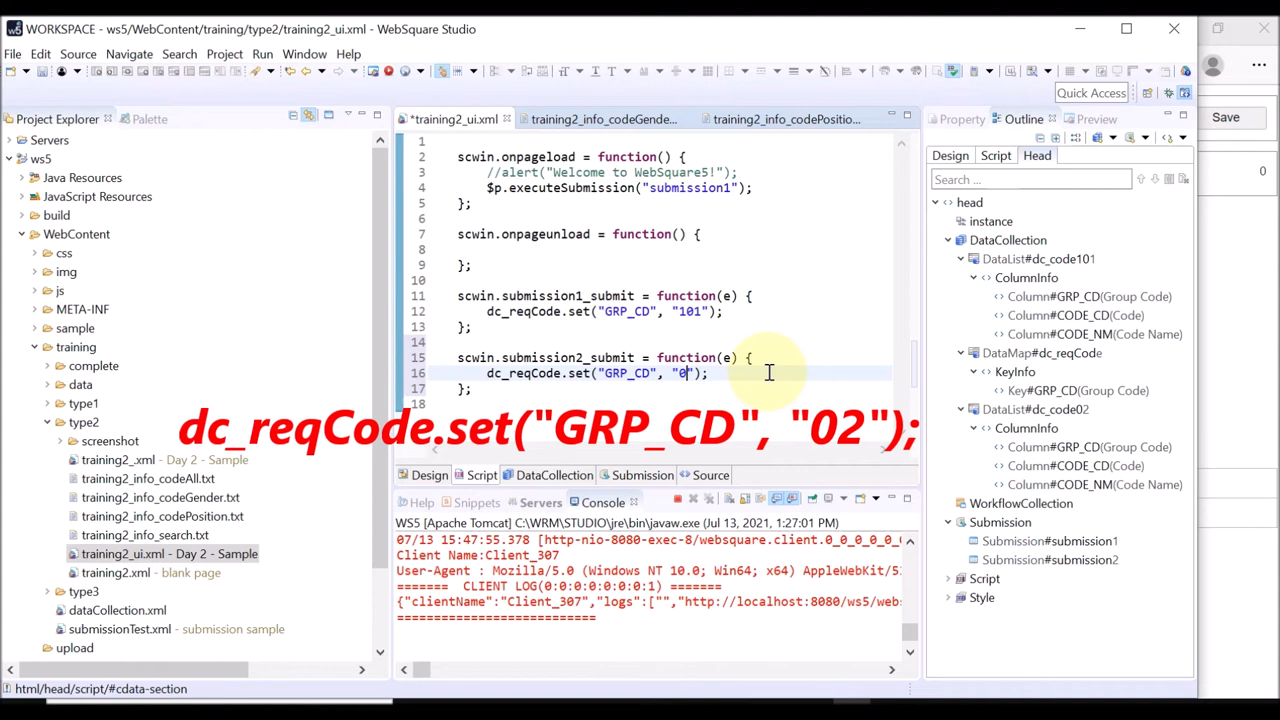 WORKSPACE - ws5/WebContent/training/type2/training2_ui.xml - WebSquare Studio
File Edit Source Navigate Search Project Run Window Help
Quick Access
Project Explorer Palette
Servers
ws5
Java Resources
JavaScript Resources
build
WebContent
css
img
js
META-INF
sample
training
complete
data
type1
type2
screenshot
training2_.xml - Day 2 - Sample
training2_info_codeAll.txt
training2_info_codeGender.txt
training2_info_codePosition.txt
training2_info_search.txt
training2_ui.xml - Day 2 - Sample
training2.xml - blank page
type3
dataCollection.xml
submissionTest.xml - submission sample
upload
*training2_ui.xml training2_info_codeGende... training2_info_codePositio...
1
2 scwin.onpageload = function() {
3 //alert("Welcome to WebSquare5!");
4 $p.executeSubmission("submission1");
5 };
6
7 scwin.onpageunload = function() {
8
9 };
10
11 scwin.submission1_submit = function(e) {
12 dc_reqCode.set("GRP_CD", "101");
13 };
14
15 scwin.submission2_submit = function(e) {
16 dc_reqCode.set("GRP_CD", "0");
17 };
18
dc_reqCode.set("GRP_CD", "02");
Design Script DataCollection Submission Source
Help Snippets Servers Console
WS5 [Apache Tomcat] C:\WRM\STUDIO\jre\bin\javaw.exe (Jul 13, 2021, 1:27:01 PM)
07/13 15:47:55.378 [http-nio-8080-exec-8/websquare.client.0_0_0_0_0_
Client Name:Client_307
User-Agent : Mozilla/5.0 (Windows NT 10.0; Win64; x64) AppleWebKit/53
======= CLIENT LOG(0:0:0:0:0:0:0:1) =======
{"clientName":"Client_307","logs":["","http://localhost:8080/ws5/webs
==========================
Property Outline Preview
Design Script Head
Search ...
head
instance
DataCollection
DataList#dc_code101
ColumnInfo
Column#GRP_CD(Group Code)
Column#CODE_CD(Code)
Column#CODE_NM(Code Name)
DataMap#dc_reqCode
KeyInfo
Key#GRP_CD(Group Code)
DataList#dc_code02
ColumnInfo
Column#GRP_CD(Group Code)
Column#CODE_CD(Code)
Column#CODE_NM(Code Name)
WorkflowCollection
Submission
Submission#submission1
Submission#submission2
Script
Style
html/head/script/#cdata-section
Save
0